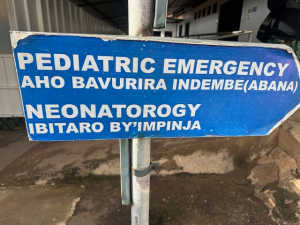 PEDIATRIC EMERGENCY
AHO BAVURIRA INDEMBE(ABANA)
NEONATOROGY
IBITARO BY'IMPINJA